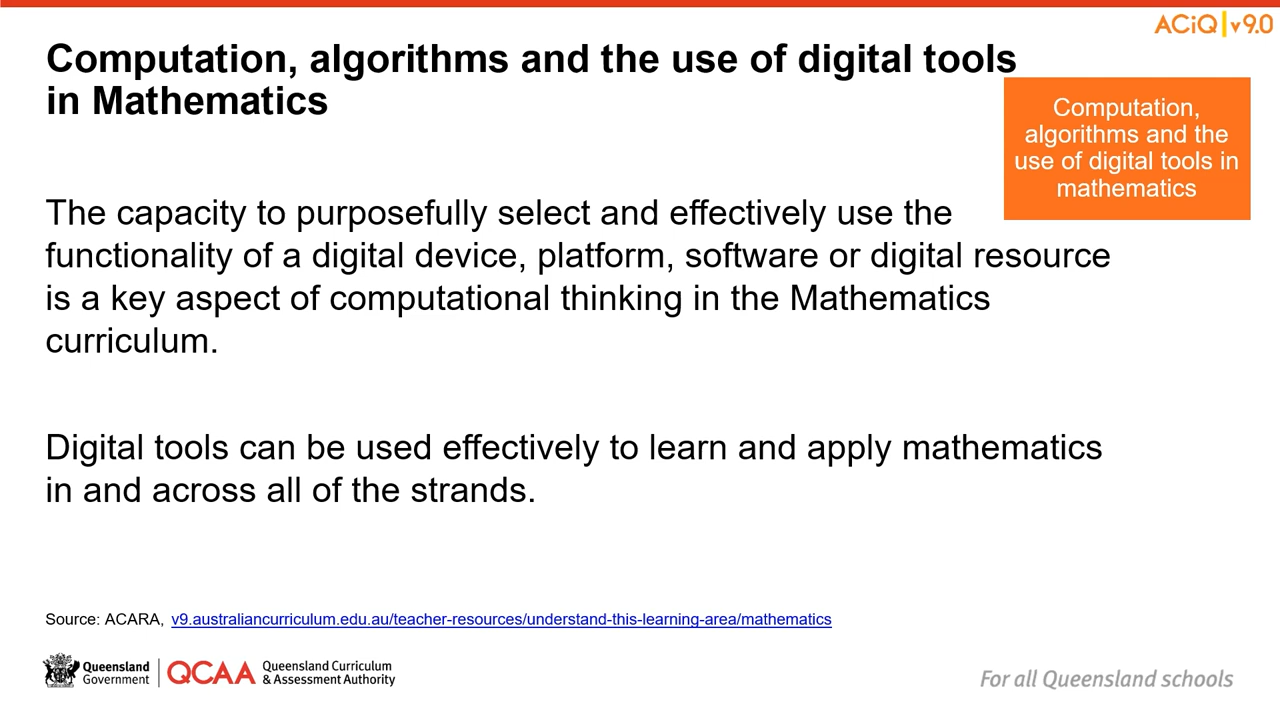 ACiQ v9.0
Computation, algorithms and the use of digital tools
in Mathematics
Computation,
algorithms and the
use of digital tools in
mathematics
The capacity to purposefully select and effectively use the
functionality of a digital device, platform, software or digital resource
is a key aspect of computational thinking in the Mathematics
curriculum.
Digital tools can be used effectively to learn and apply mathematics
in and across all of the strands.
Source: ACARA, v9.australiancurriculum.edu.au/teacher-resources/understand-this-learning-area/mathematics
Queensland
Government
QCAA
Queensland Curriculum
& Assessment Authority
For all Queensland schools